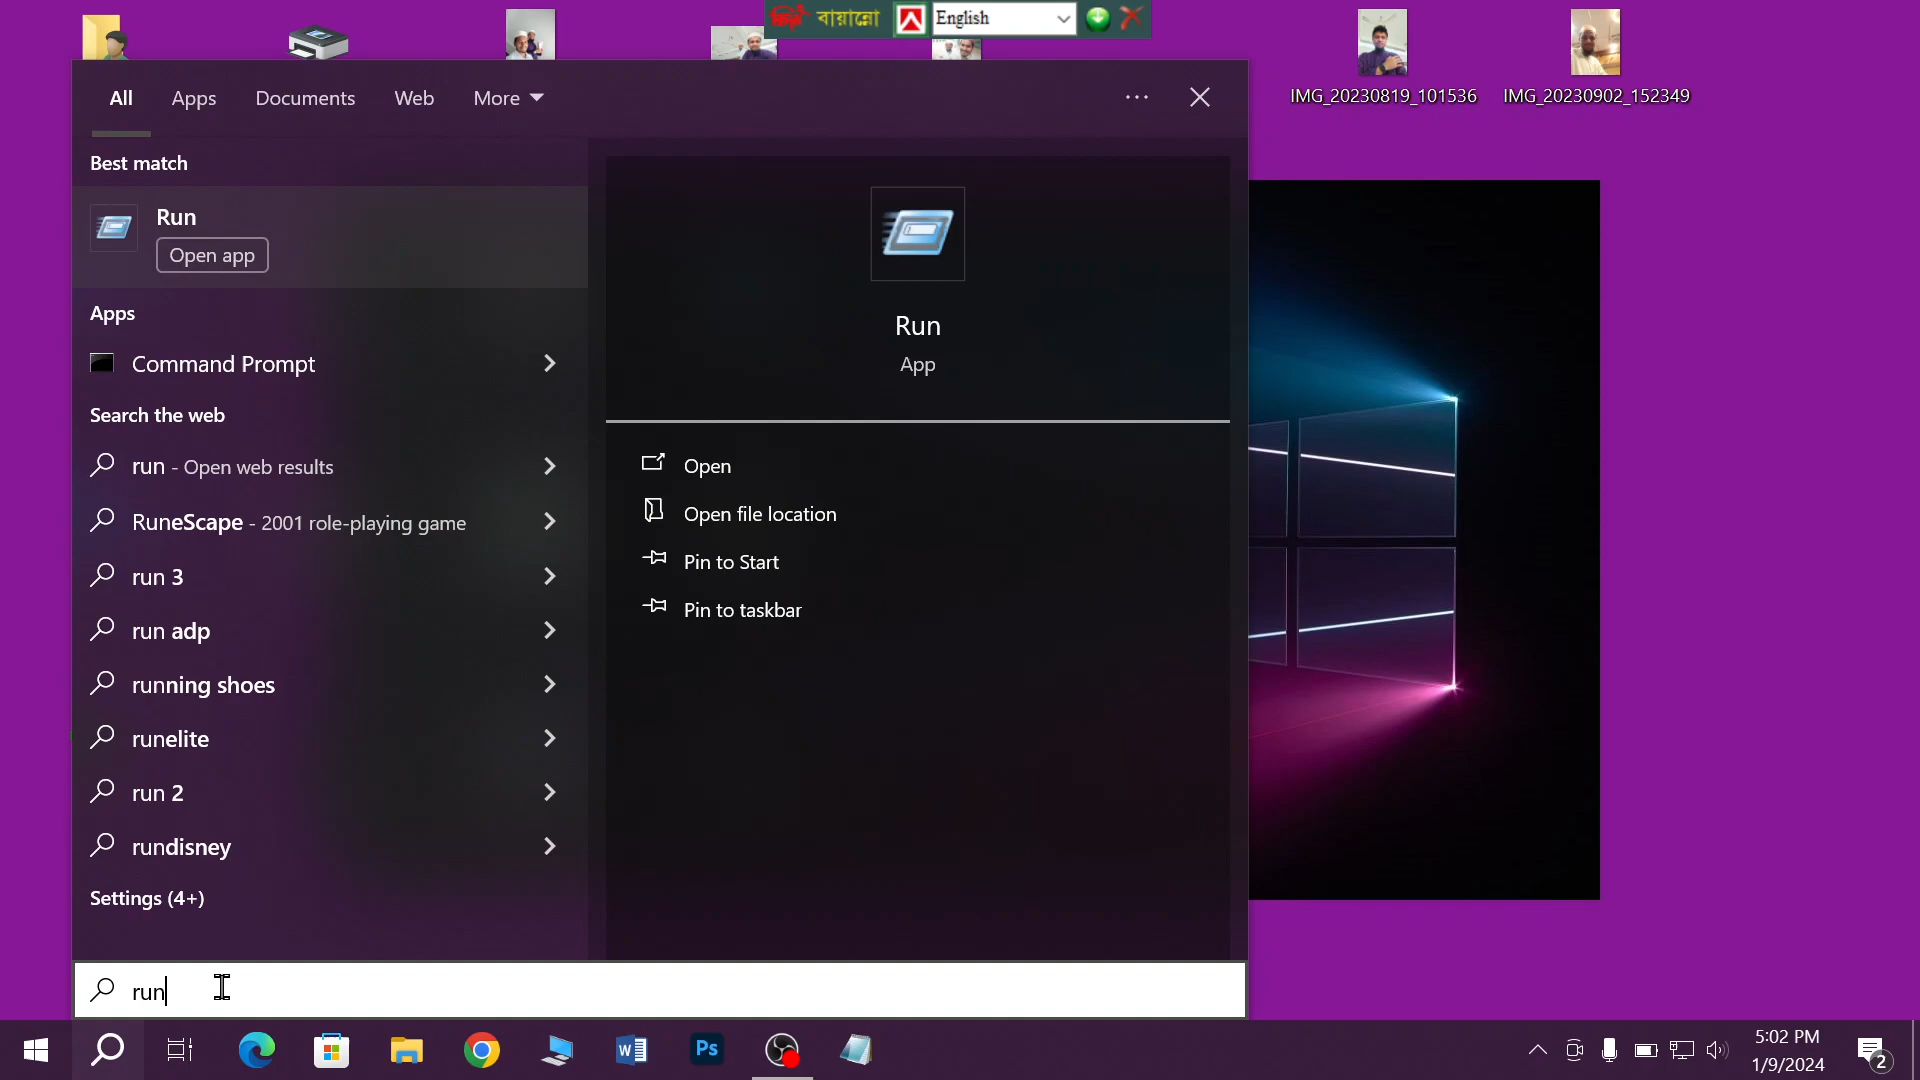 বায়ান্নো
English
IMG_20230819_101536
IMG_20230902_152349
All
Apps
Documents
Web
More
Best match
Run
Open app
Apps
Command Prompt
Search the web
run - Open web results
RuneScape - 2001 role-playing game
run 3
run adp
running shoes
runelite
run 2
rundisney
Settings (4+)
Run
App
Open
Open file location
Pin to Start
Pin to taskbar
run
Ps
5:02 PM
1/9/2024
2